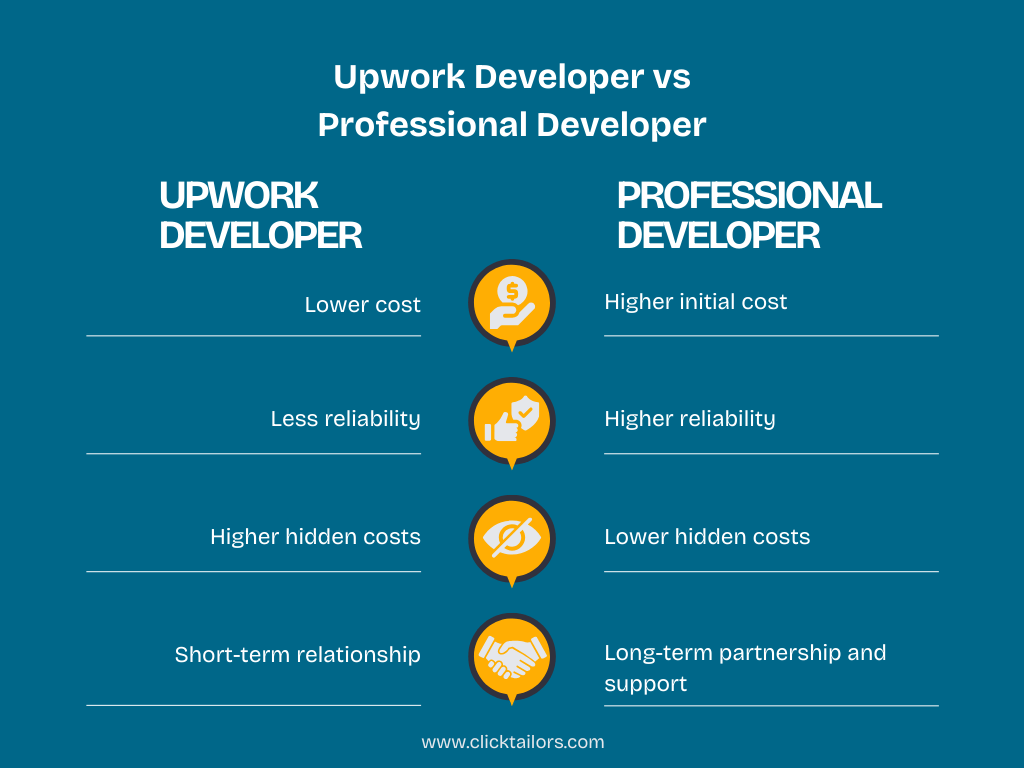 Upwork Developer vs
Professional Developer
UPWORK
DEVELOPER
PROFESSIONAL
DEVELOPER
Lower cost
$
Higher initial cost
Less reliability
Higher reliability
Higher hidden costs
Lower hidden costs
Short-term relationship
Long-term partnership and
support
www.clicktailors.com